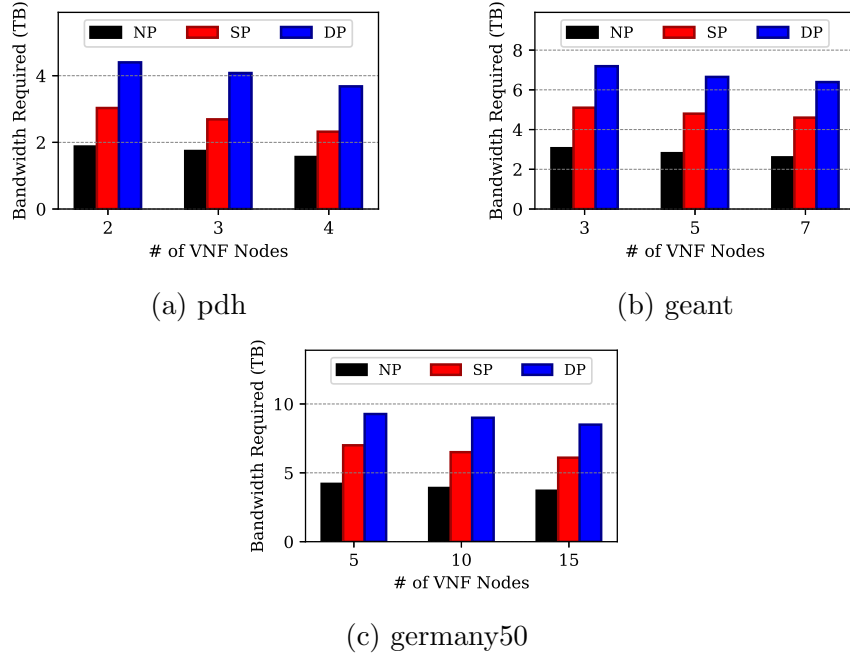 Bandwidth Required (TB)
NP SP DP
4
2
0
2 3 4
# of VNF Nodes
(a) pdh
Bandwidth Required (TB)
NP SP DP
8
6
4
2
0
3 5 7
# of VNF Nodes
(b) geant
Bandwidth Required (TB)
NP SP DP
10
5
0
5 10 15
# of VNF Nodes
(c) germany50